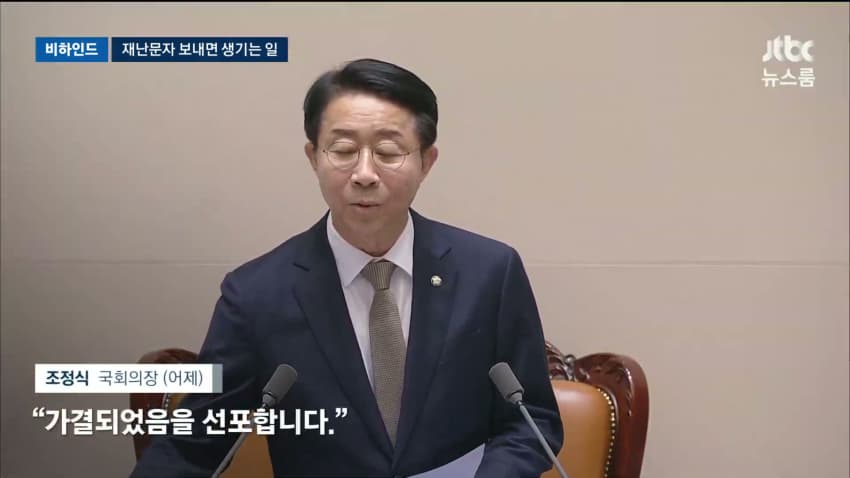 비하인드
재난문자 보내면 생기는 일
jtbc
뉴스룸
조정식 국회의장 (어제)
“가결되었음을 선포합니다.”